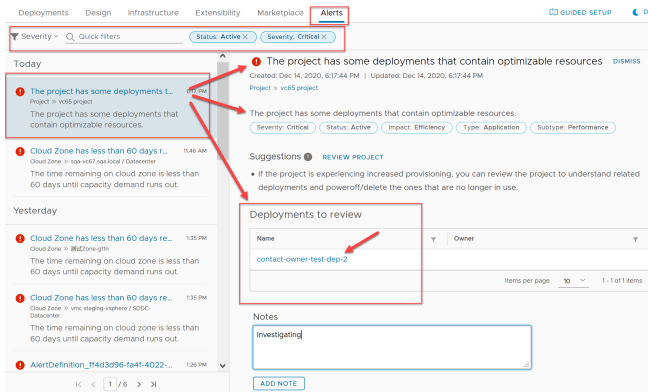 Deployments Design Infrastructure Extensibility Marketplace Alerts GUIDED SETUP
Severity Quick filters Status: Active Severity: Critical
Today
The project has some deployments t... 6:17 PM
Project » vc65 project
The project has some deployments that
contain optimizable resources.
Cloud Zone has less than 60 days re... 11:46 AM
Cloud Zone » sqa-vc67.sqa.local / Datacenter
The time remaining on cloud zone is less than
60 days until capacity demand runs out.
Yesterday
Cloud Zone has less than 60 days re... 1:35 PM
Cloud Zone » 测试Zone-g11n
The time remaining on cloud zone is less than
60 days until capacity demand runs out.
Cloud Zone has less than 60 days re... 1:35 PM
Cloud Zone » vmc staging-vsphere / SDDC-
Datacenter
The time remaining on cloud zone is less than
60 days until capacity demand runs out.
AlertDefinition_ff4d3d96-fa4f-4022-... 1:26 PM
1 / 6
The project has some deployments that contain optimizable resources DISMISS
Created: Dec 14, 2020, 6:17:44 PM | Updated: Dec 14, 2020, 6:17:44 PM
Project » vc65 project
The project has some deployments that contain optimizable resources.
Severity: Critical Status: Active Impact: Efficiency Type: Application Subtype: Performance
Suggestions REVIEW PROJECT
• If the project is experiencing increased provisioning, you can review the project to understand related
deployments and poweroff/delete the ones that are no longer in use.
Deployments to review
Name Owner
contact-owner-test-dep-2
Items per page 10 1 - 1 of 1 items
Notes
Investigating
ADD NOTE